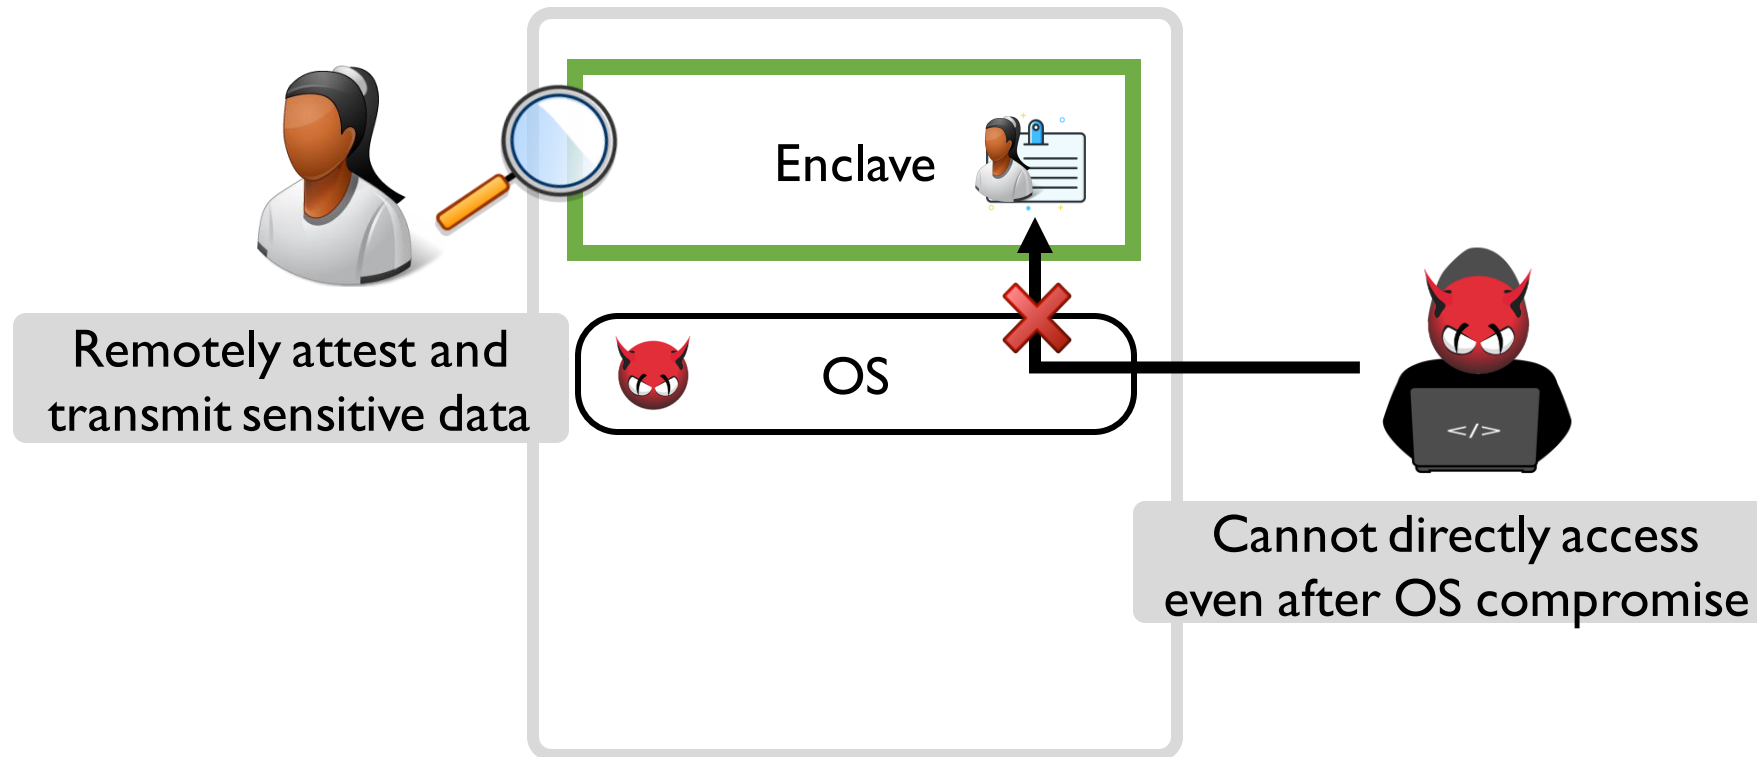 Enclave
Remotely attest and
transmit sensitive data
OS
</>
Cannot directly access
even after OS compromise